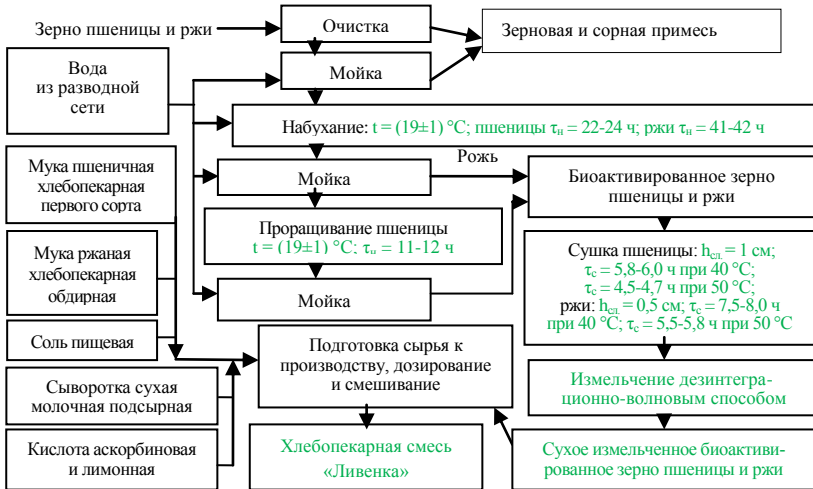 Зерно пшеницы и ржи
Очистка
Зерновая и сорная примесь
Вода
из разводной
сети
Мойка
Набухание: t = (19±1) °С; пшеницы τн = 22-24 ч; ржи τн = 41-42 ч
Мука пшеничная
хлебопекарная
первого сорта
Мойка
Рожь
Биоактивированное зерно
пшеницы и ржи
Проращивание пшеницы
t = (19±1) °С; τн = 11-12 ч
Мука ржаная
хлебопекарная
обдирная
Мойка
Сушка пшеницы: hсл. = 1 см;
τс = 5,8-6,0 ч при 40 °С;
τс = 4,5-4,7 ч при 50 °С;
ржи: hсл = 0,5 см; τс = 7,5-8,0 ч
при 40 °С; τс = 5,5-5,8 ч при 50 °С
Соль пищевая
Подготовка сырья к
производству, дозирование
и смешивание
Сыворотка сухая
молочная подсырная
Измельчение дезинтегра-
ционно-волновым способом
Кислота аскорбиновая
и лимонная
Хлебопекарная смесь
«Ливенка»
Сухое измельченное биоактиви-
рованное зерно пшеницы и ржи